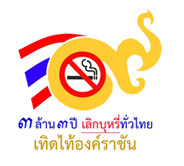 ๓ ล้าน ๓ ปี เลิกบุหรี่ทั่วไทย
เทิดไท้องค์ราชัน